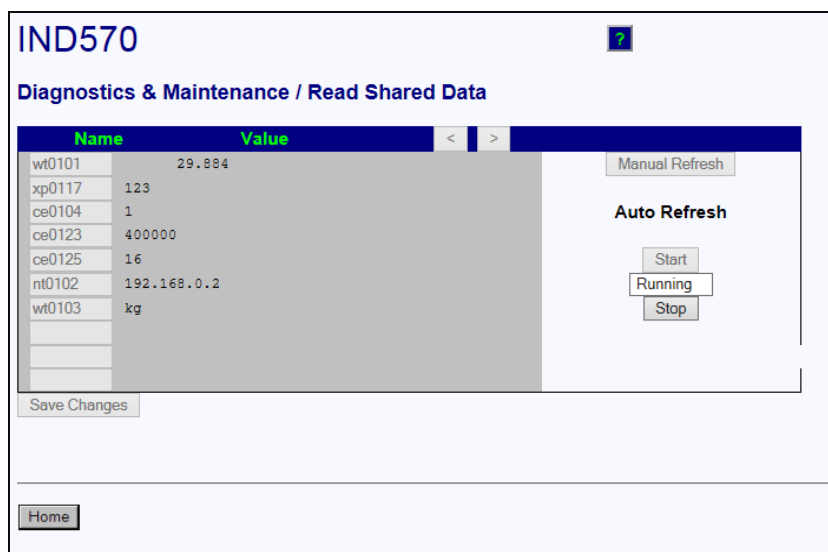 IND570 ?
Diagnostics & Maintenance / Read Shared Data
Name Value < >
wt0101 29.884 Manual Refresh
xp0117 123
ce0104 1 Auto Refresh
ce0123 400000
ce0125 16 Start
nt0102 192.168.0.2 Running
wt0103 kg Stop
Save Changes
Home